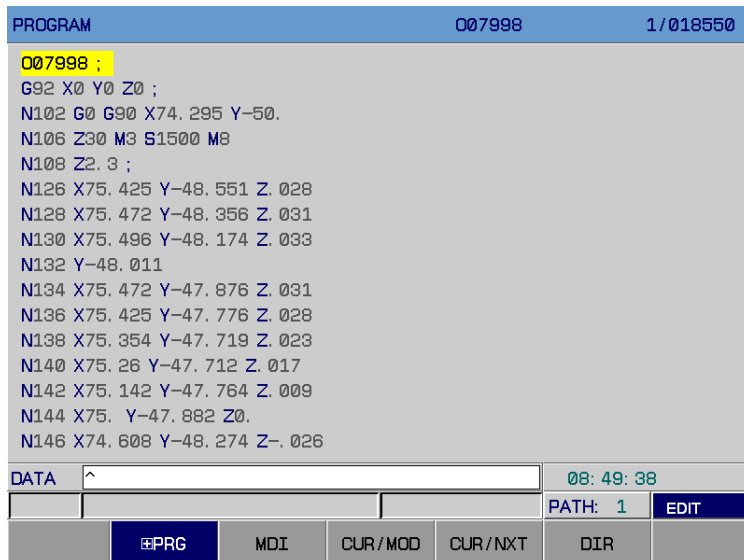 PROGRAM O07998 1/018550
O07998 ;
G92 X0 Y0 Z0 ;
N102 G0 G90 X74.295 Y-50.
N106 Z30 M3 S1500 M8
N108 Z2.3 ;
N126 X75.425 Y-48.551 Z.028
N128 X75.472 Y-48.356 Z.031
N130 X75.496 Y-48.174 Z.033
N132 Y-48.011
N134 X75.472 Y-47.876 Z.031
N136 X75.425 Y-47.776 Z.028
N138 X75.354 Y-47.719 Z.023
N140 X75.26 Y-47.712 Z.017
N142 X75.142 Y-47.764 Z.009
N144 X75. Y-47.882 Z0.
N146 X74.608 Y-48.274 Z-.026
DATA ^ 08:49:38
PATH: 1 EDIT
⊞PRG MDI CUR/MOD CUR/NXT DIR